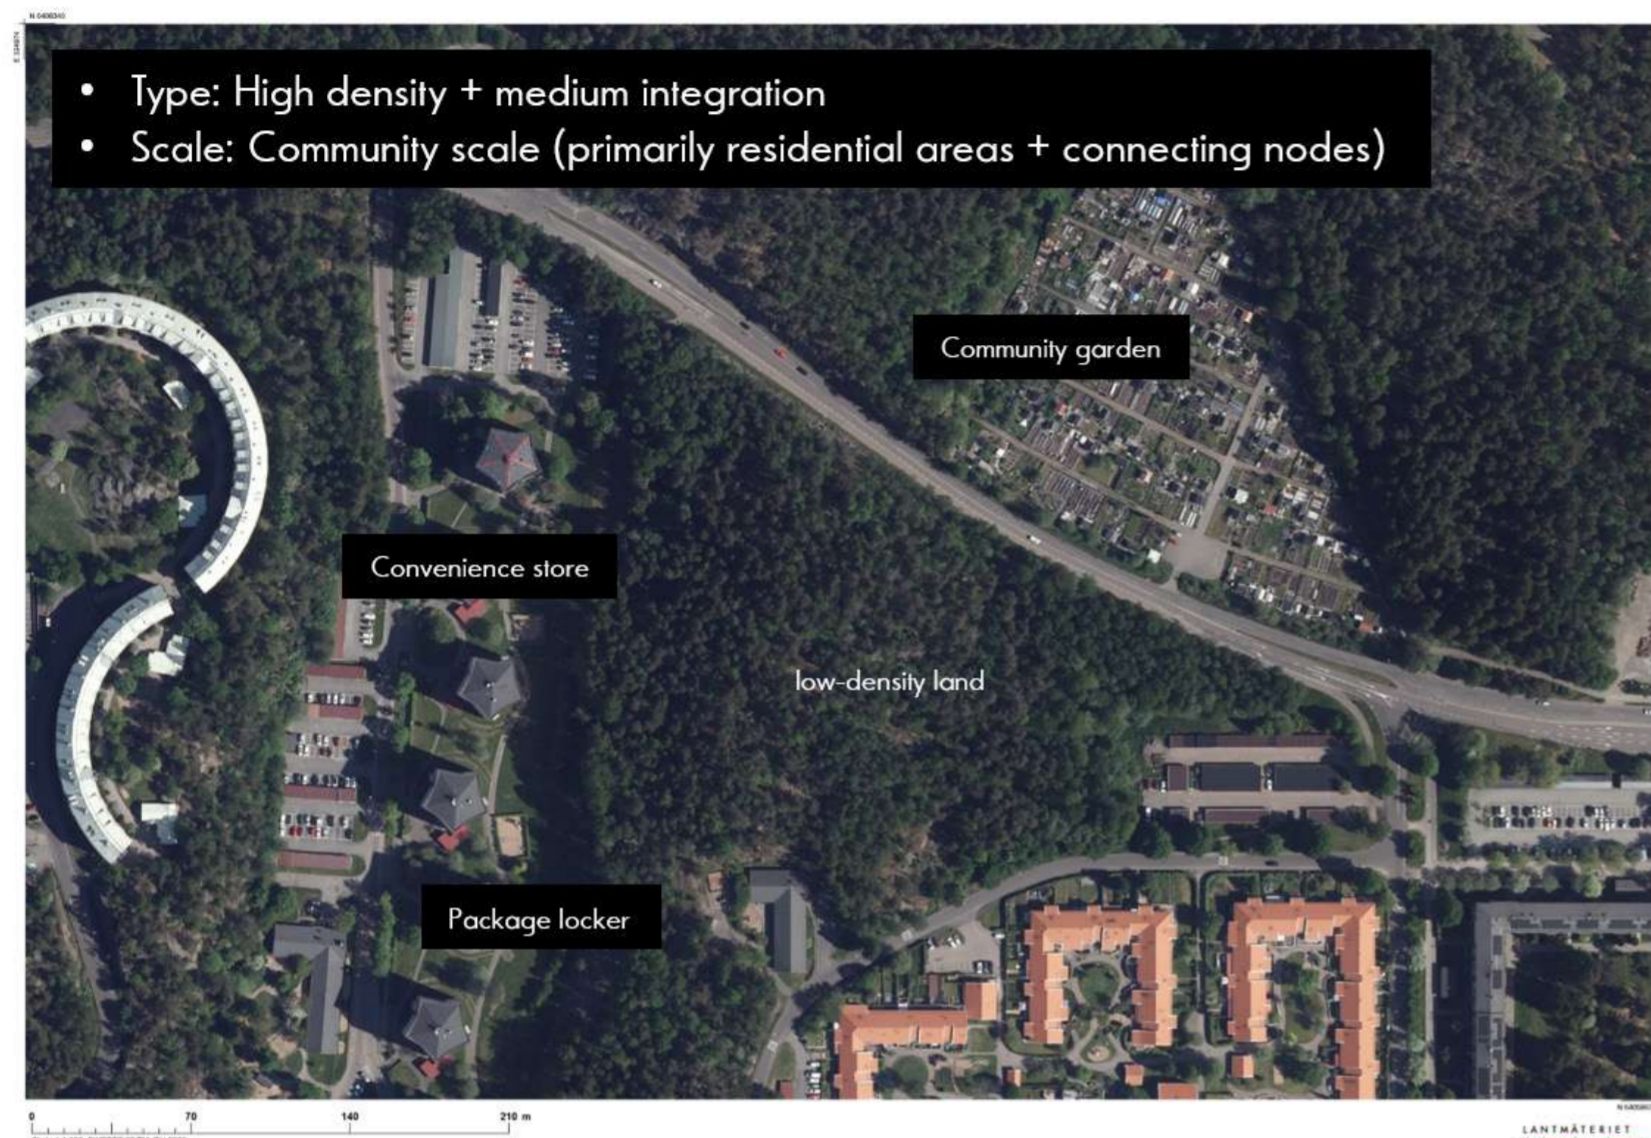 • Type: High density + medium integration
• Scale: Community scale (primarily residential areas + connecting nodes)
Community garden
Convenience store
low-density land
Package locker
0 70 140 210 m
LANTMÄTERIET